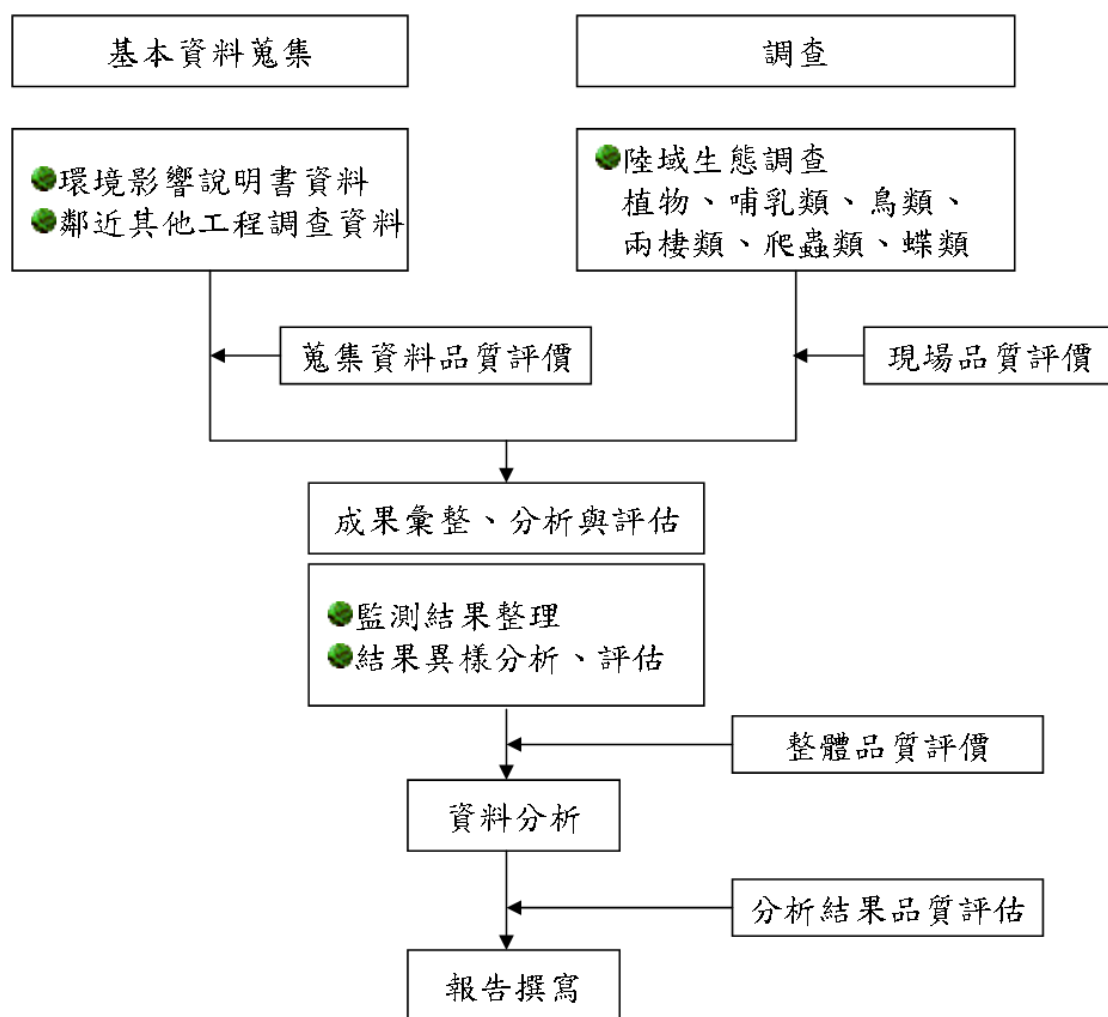 基本資料蒐集
調查
環境影響說明書資料
鄰近其他工程調查資料
陸域生態調查
植物、哺乳類、鳥類、
兩棲類、爬蟲類、蝶類
蒐集資料品質評價
現場品質評價
成果彙整、分析與評估
監測結果整理
結果異樣分析、評估
整體品質評價
資料分析
分析結果品質評估
報告撰寫